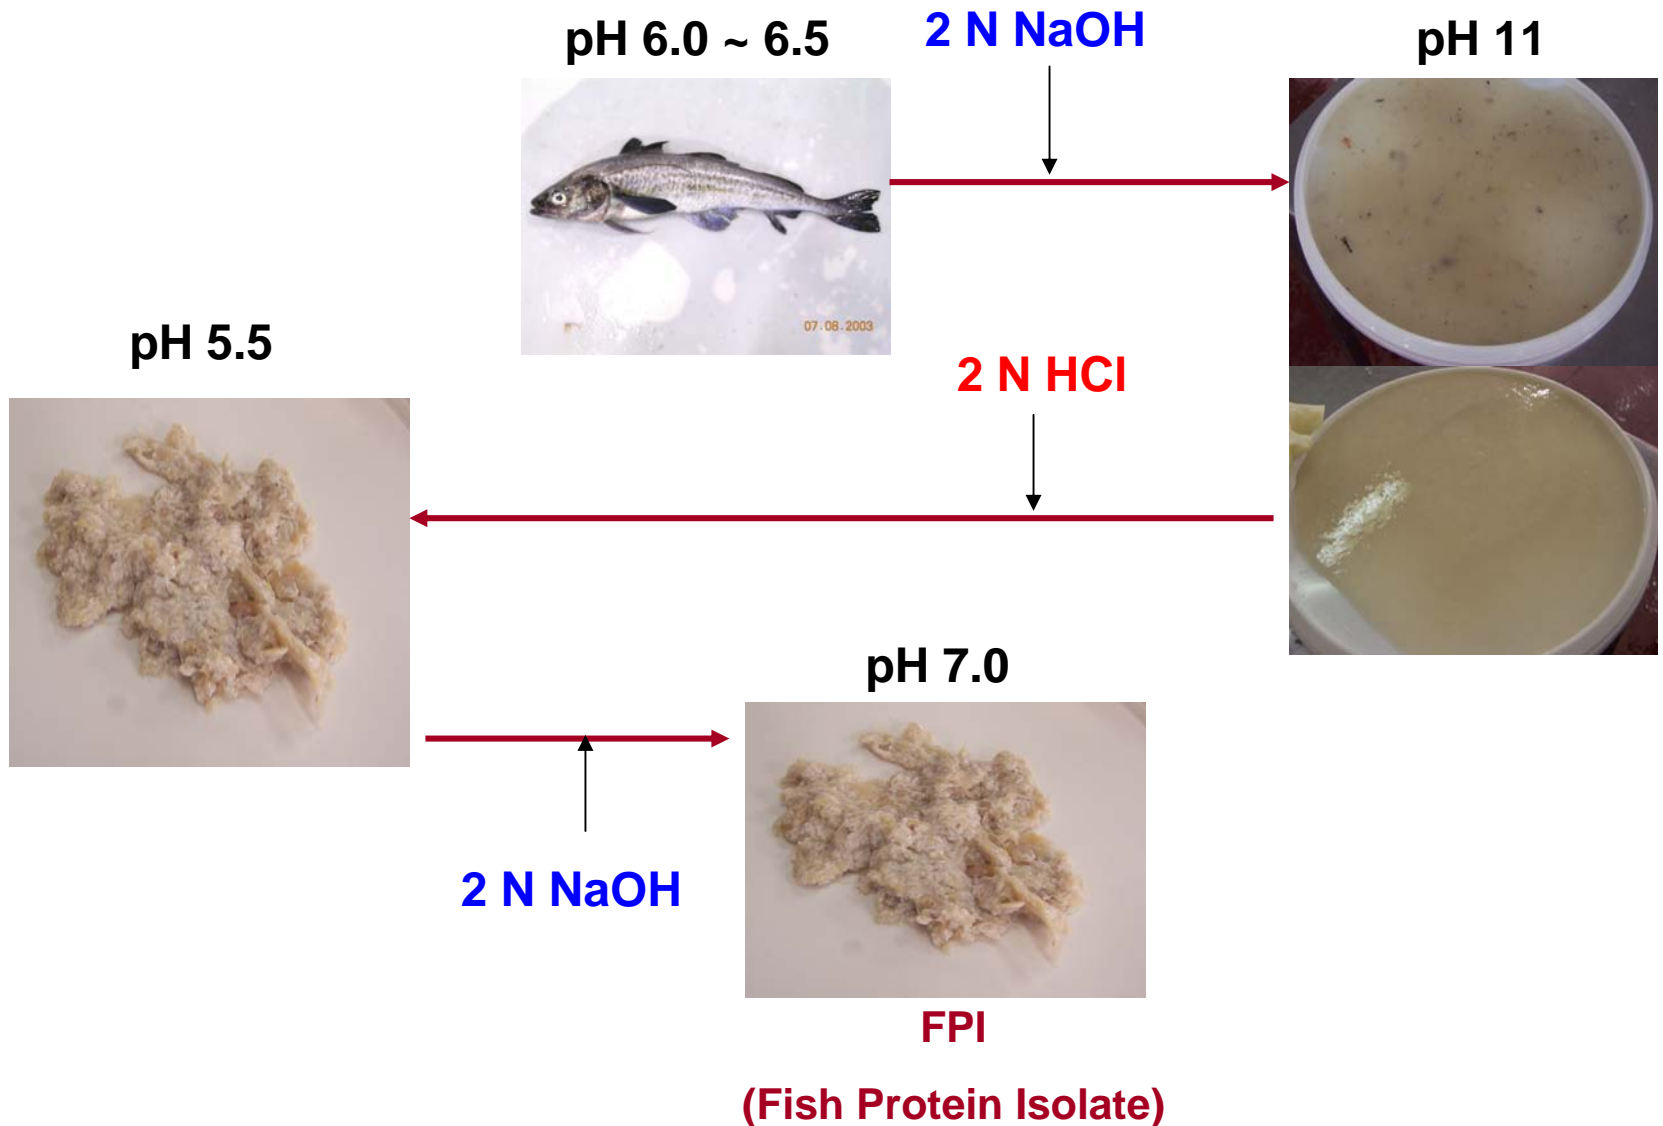 pH 6.0 ~ 6.5
2 N NaOH
pH 11
07.08.2003
pH 5.5
2 N HCl
pH 7.0
2 N NaOH
FPI
(Fish Protein Isolate)